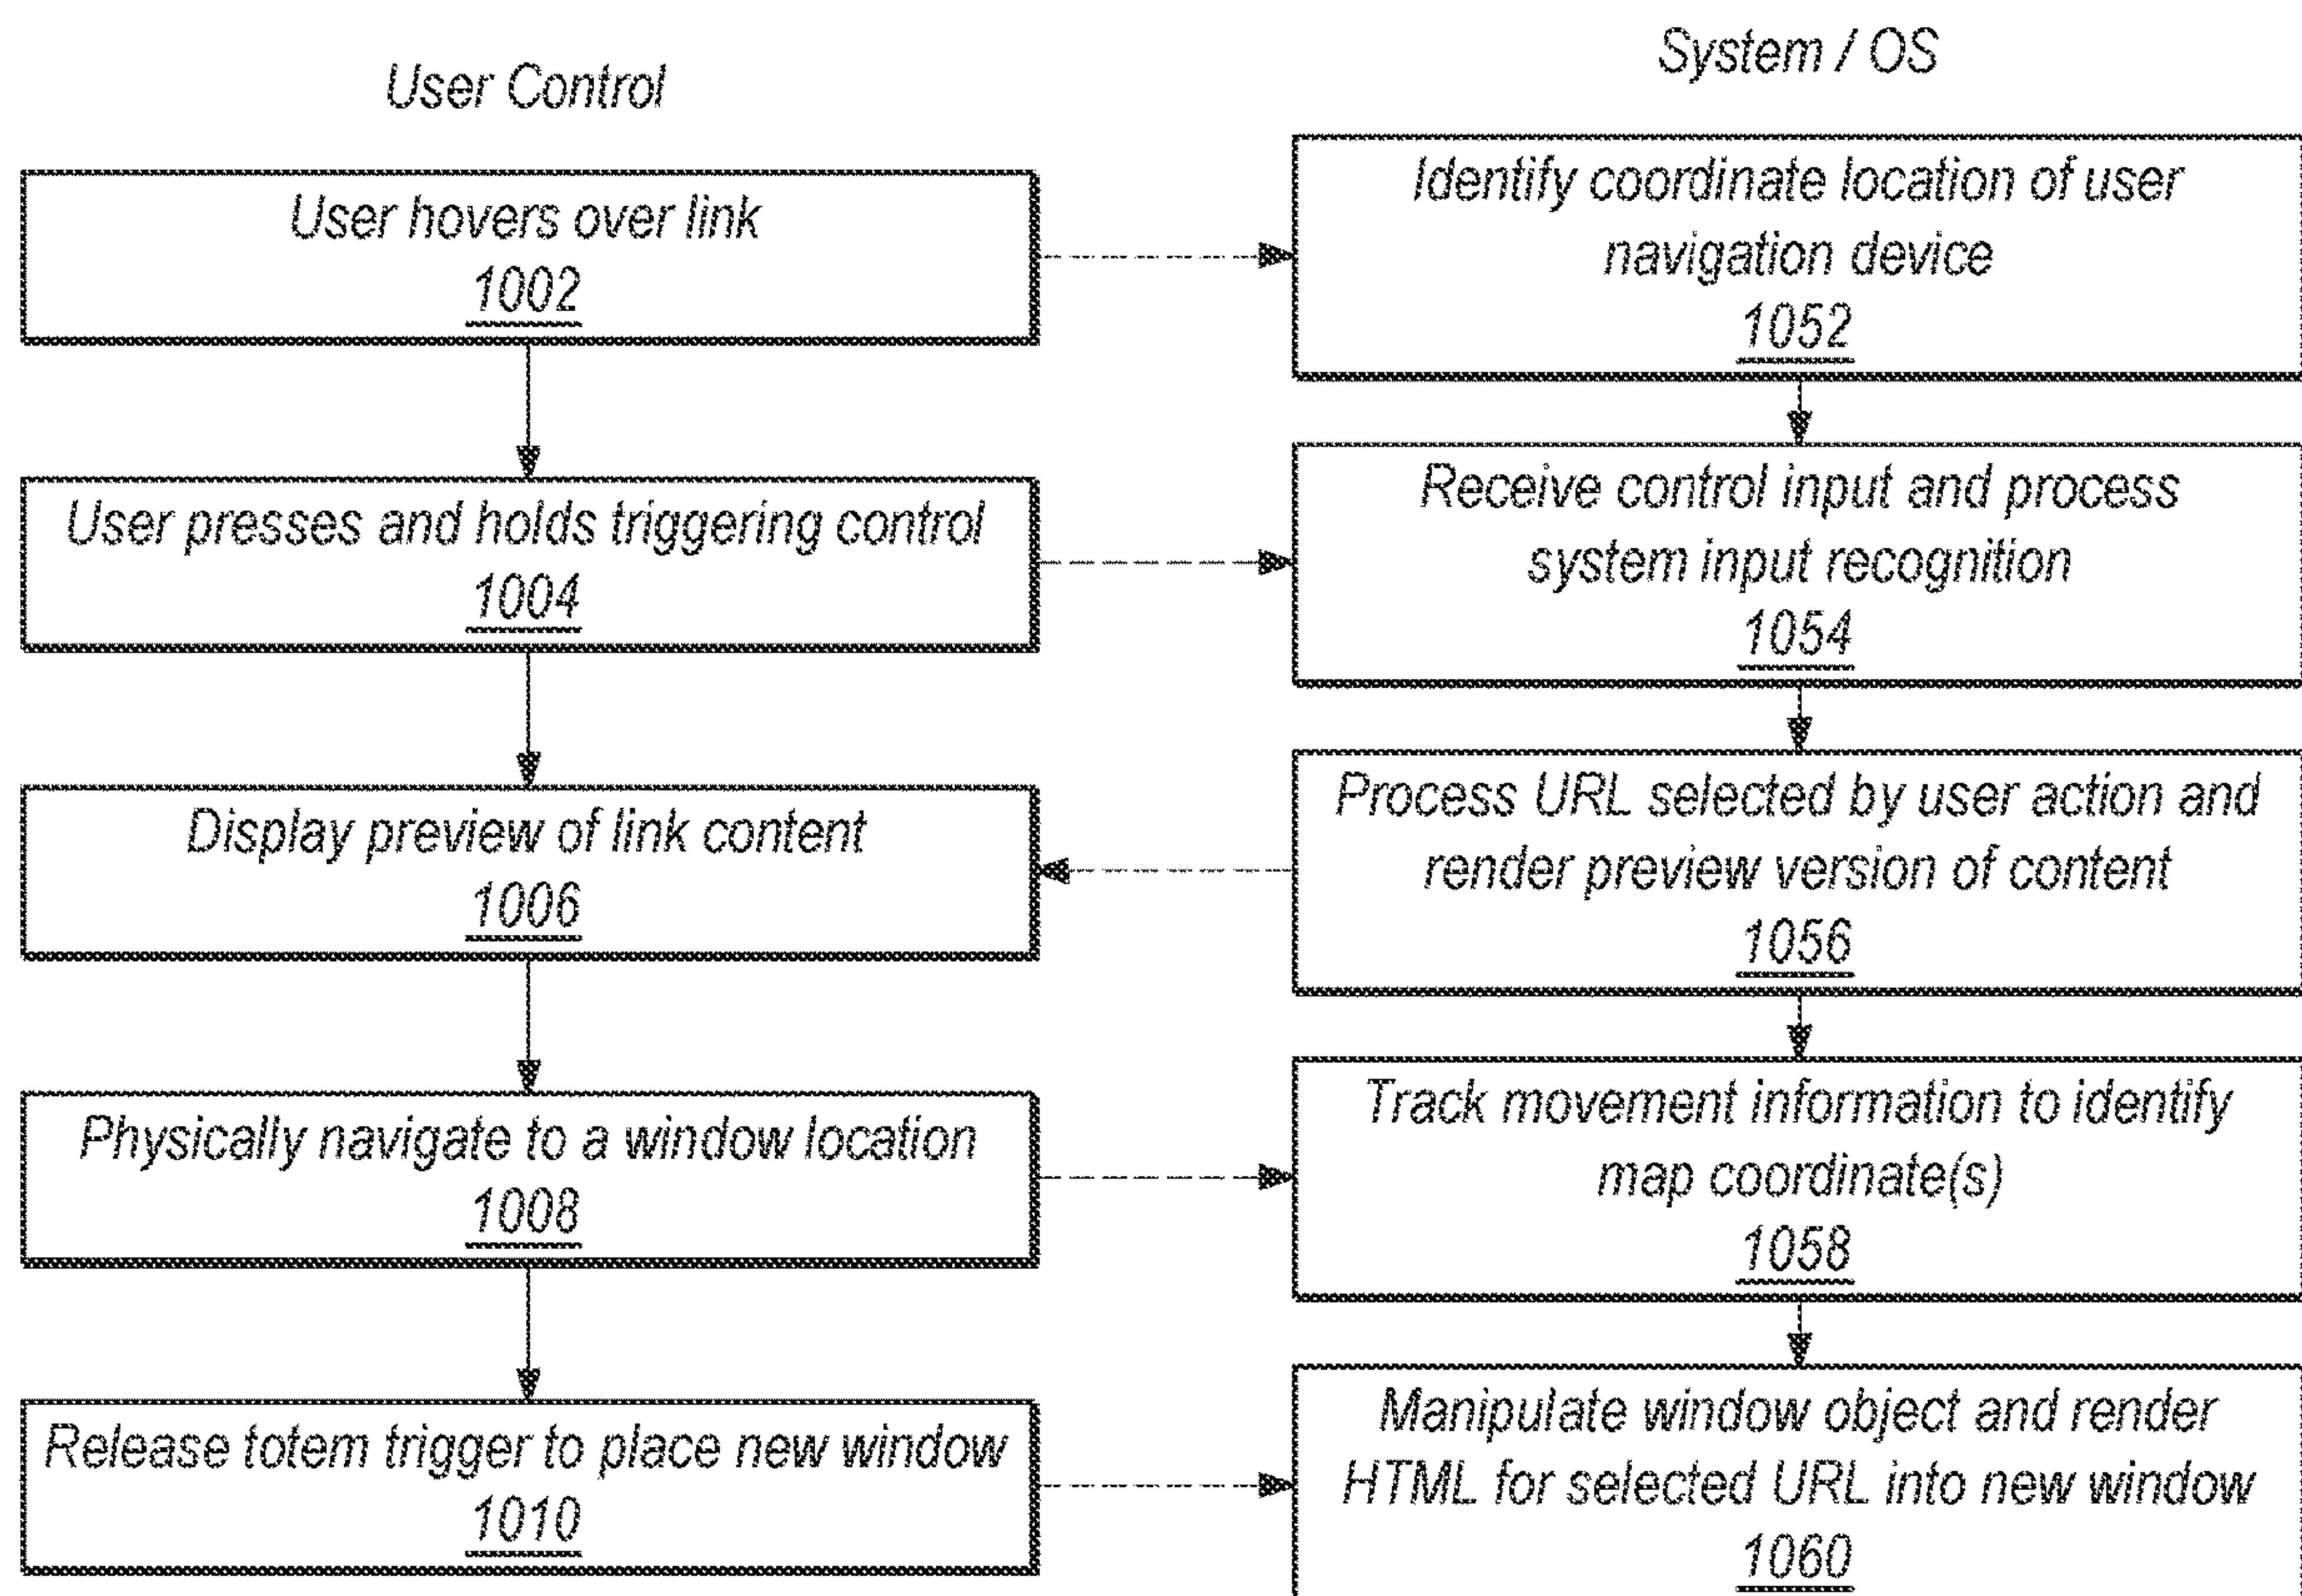 User Control
System / OS
User hovers over link
1002
Identify coordinate location of user
navigation device
1052
User presses and holds triggering control
1004
Receive control input and process
system input recognition
1054
Display preview of link content
1006
Process URL selected by user action and
render preview version of content
1056
Physically navigate to a window location
1008
Track movement information to identify
map coordinate(s)
1058
Release totem trigger to place new window
1010
Manipulate window object and render
HTML for selected URL into new window
1060